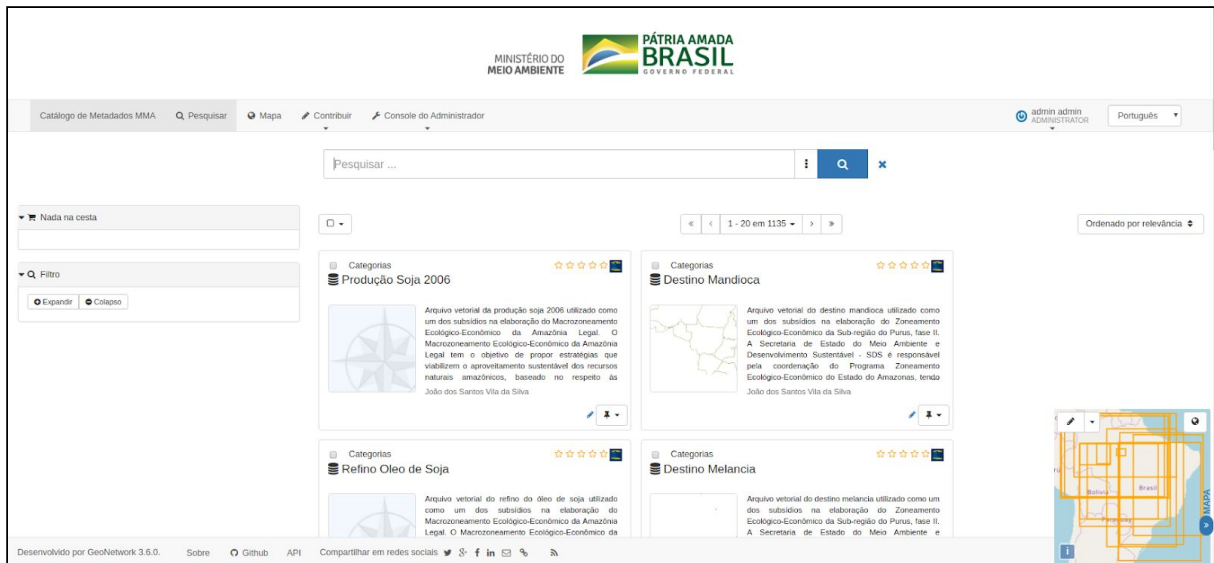 MINISTÉRIO DO
MEIO AMBIENTE
PÁTRIA AMADA
BRASIL
GOVERNO FEDERAL
Catálogo de Metadados MMA Pesquisar Mapa Contribuir Console do Administrador admin admin Português
ADMINISTRATOR
Pesquisar ...
Nada na cesta
1 - 20 em 1135
Ordenado por relevância
Filtro
Expandir Colapso
Categorias
Produção Soja 2006
Arquivo vetorial da produção soja 2006 utilizado como
um dos subsídios na elaboração do Macrozoneamento
Ecológico-Econômico da Amazônia Legal. O
Macrozoneamento Ecológico-Econômico da Amazônia
Legal tem o objetivo de propor estratégias que
viabilizem o aproveitamento sustentável dos recursos
naturais amazônicos, baseado no respeito às
João dos Santos Vila da Silva
Categorias
Destino Mandioca
Arquivo vetorial do destino mandioca utilizado como
um dos subsídios na elaboração do Zoneamento
Ecológico-Econômico da Sub-região do Purus, fase II.
A Secretaria de Estado do Meio Ambiente e
Desenvolvimento Sustentável - SDS é responsável
pela coordenação do Programa Zoneamento
Ecológico-Econômico do Estado do Amazonas, tendo
João dos Santos Vila da Silva
Categorias
Refino Oleo de Soja
Arquivo vetorial do refino do óleo de soja utilizado
como um dos subsídios na elaboração do
Macrozoneamento Ecológico-Econômico da Amazônia
Legal. O Macrozoneamento Ecológico-Econômico da
Categorias
Destino Melancia
Arquivo vetorial do destino melancia utilizado como um
dos subsídios na elaboração do Zoneamento
Ecológico-Econômico da Sub-região do Purus, fase II.
A Secretaria de Estado do Meio Ambiente e
Brasil
Bolivia
Paraguay
MAPA
i
Desenvolvido por GeoNetwork 3.6.0. Sobre Github API Compartilhar em redes sociais